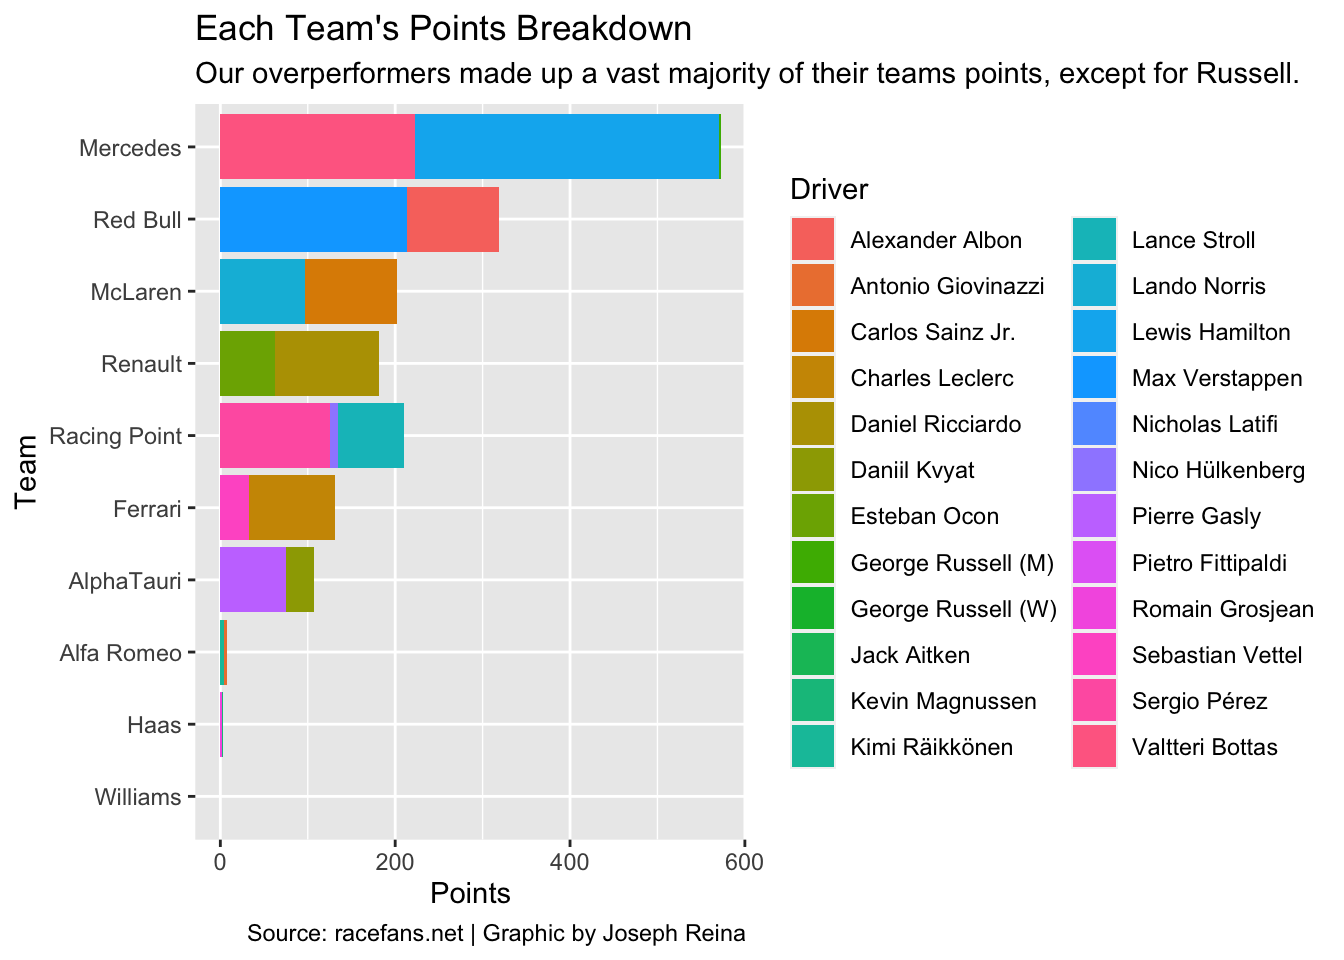 Each Team's Points Breakdown
Our overperformers made up a vast majority of their teams points, except for Russell.
Team
Mercedes
Red Bull
McLaren
Renault
Racing Point
Ferrari
AlphaTauri
Alfa Romeo
Haas
Williams
0 200 400 600
Points
Driver
Alexander Albon
Antonio Giovinazzi
Carlos Sainz Jr.
Charles Leclerc
Daniel Ricciardo
Daniil Kvyat
Esteban Ocon
George Russell (M)
George Russell (W)
Jack Aitken
Kevin Magnussen
Kimi Räikkönen
Lance Stroll
Lando Norris
Lewis Hamilton
Max Verstappen
Nicholas Latifi
Nico Hülkenberg
Pierre Gasly
Pietro Fittipaldi
Romain Grosjean
Sebastian Vettel
Sergio Pérez
Valtteri Bottas
Source: racefans.net | Graphic by Joseph Reina